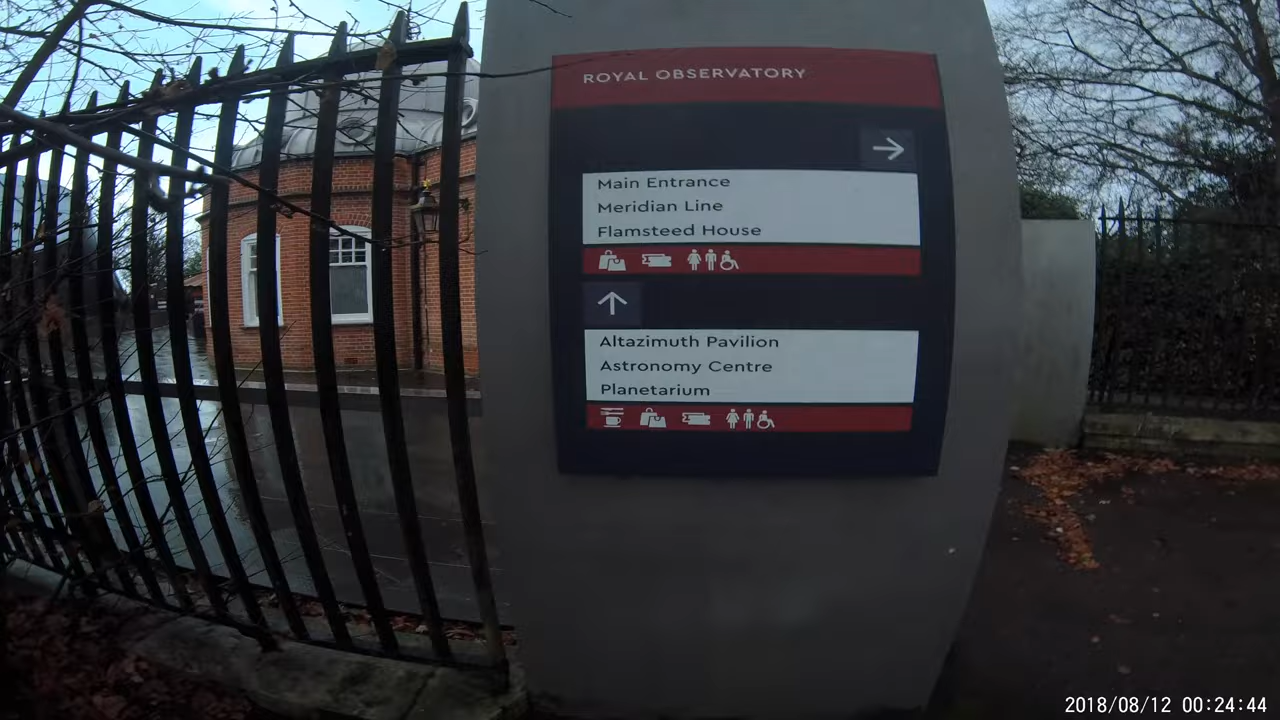 ROYAL OBSERVATORY
Main Entrance
Meridian Line
Flamsteed House
Altazimuth Pavilion
Astronomy Centre
Planetarium
2018/08/12 00:24:44